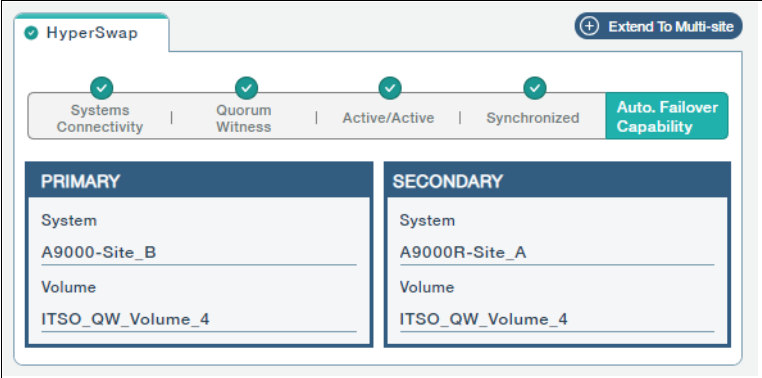 HyperSwap
Extend To Multi-site
Systems
Connectivity
|
Quorum
Witness
|
Active/Active
|
Synchronized
Auto. Failover
Capability
PRIMARY
System
A9000-Site_B
Volume
ITSO_QW_Volume_4
SECONDARY
System
A9000R-Site_A
Volume
ITSO_QW_Volume_4